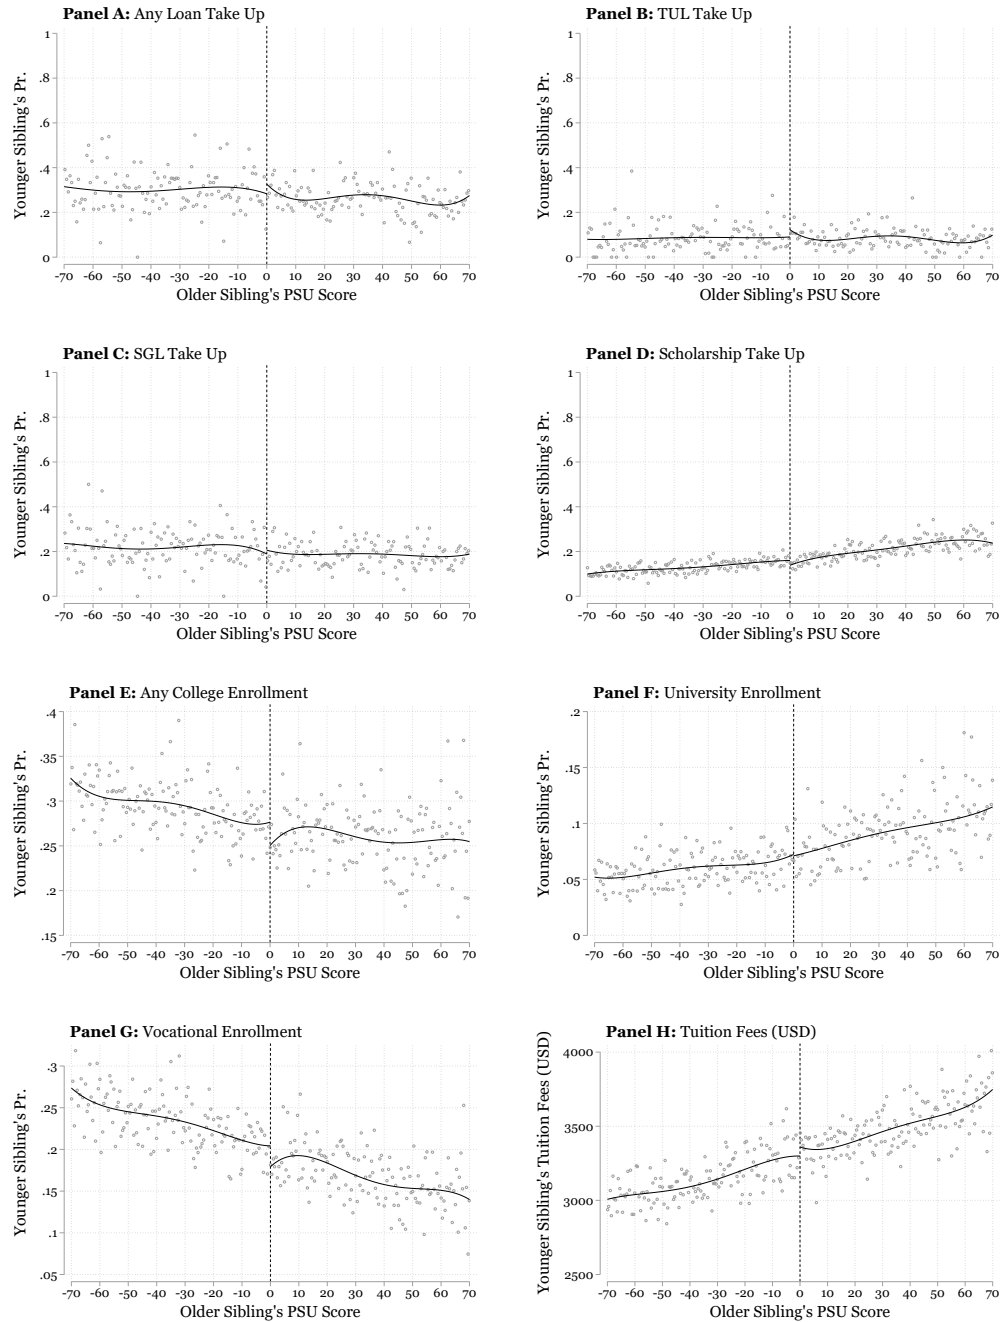 Panel A: Any Loan Take Up
Younger Sibling's Pr.
1
.8
.6
.4
.2
0
-70 -60 -50 -40 -30 -20 -10 0 10 20 30 40 50 60 70
Older Sibling's PSU Score
Panel B: TUL Take Up
Younger Sibling's Pr.
1
.8
.6
.4
.2
0
-70 -60 -50 -40 -30 -20 -10 0 10 20 30 40 50 60 70
Older Sibling's PSU Score
Panel C: SGL Take Up
Younger Sibling's Pr.
1
.8
.6
.4
.2
0
-70 -60 -50 -40 -30 -20 -10 0 10 20 30 40 50 60 70
Older Sibling's PSU Score
Panel D: Scholarship Take Up
Younger Sibling's Pr.
1
.8
.6
.4
.2
0
-70 -60 -50 -40 -30 -20 -10 0 10 20 30 40 50 60 70
Older Sibling's PSU Score
Panel E: Any College Enrollment
Younger Sibling's Pr.
.4
.35
.3
.25
.2
.15
-70 -60 -50 -40 -30 -20 -10 0 10 20 30 40 50 60 70
Older Sibling's PSU Score
Panel F: University Enrollment
Younger Sibling's Pr.
.2
.15
.1
.05
0
-70 -60 -50 -40 -30 -20 -10 0 10 20 30 40 50 60 70
Older Sibling's PSU Score
Panel G: Vocational Enrollment
Younger Sibling's Pr.
.3
.25
.2
.15
.1
.05
-70 -60 -50 -40 -30 -20 -10 0 10 20 30 40 50 60 70
Older Sibling's PSU Score
Panel H: Tuition Fees (USD)
Younger Sibling's Tuition Fees (USD)
4000
3500
3000
2500
-70 -60 -50 -40 -30 -20 -10 0 10 20 30 40 50 60 70
Older Sibling's PSU Score